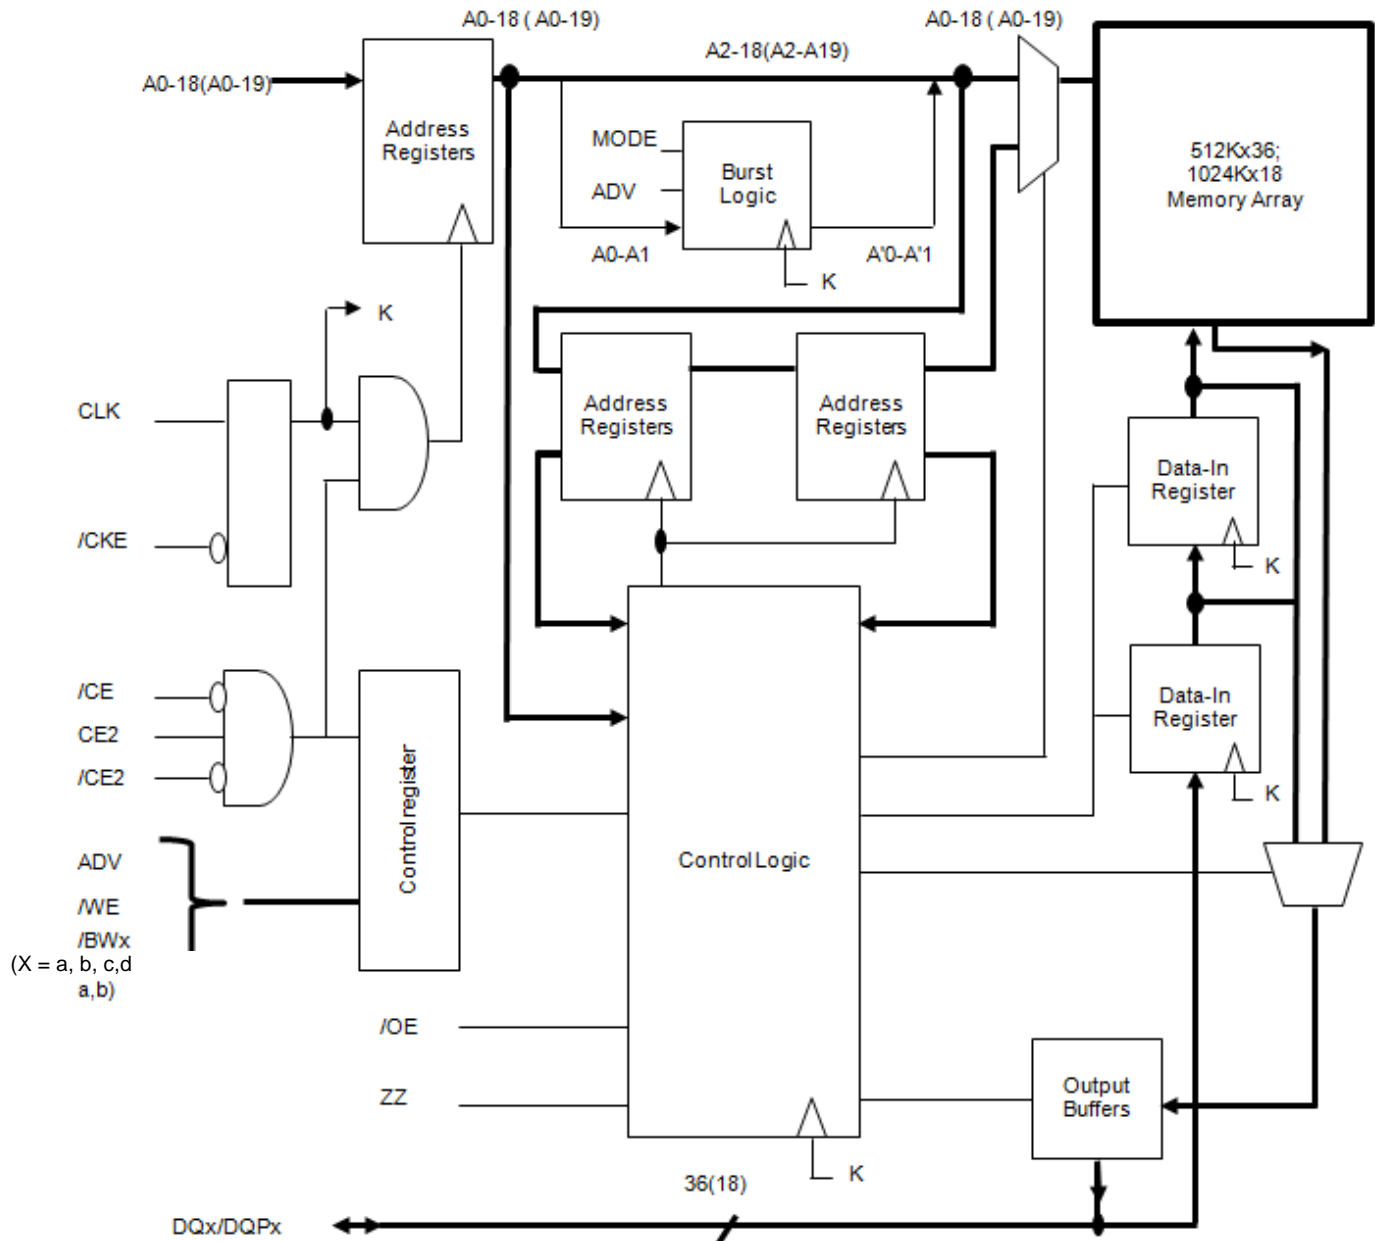 A0-18 ( A0-19)
A0-18 (A0-19)
A2-18(A2-A19)
A0-18(A0-19)
Address
Registers
MODE
ADV
Burst
Logic
A0-A1
A'0-A'1
K
512Kx36;
1024Kx18
Memory Array
K
CLK
/CKE
Address
Registers
Address
Registers
Data-In
Register
K
/CE
CE2
/CE2
Data-In
Register
K
Control register
ADV
/WE
/BWx
(X = a, b, c,d
a,b)
Control Logic
/OE
ZZ
K
Output
Buffers
36(18)
DQx/DQPx